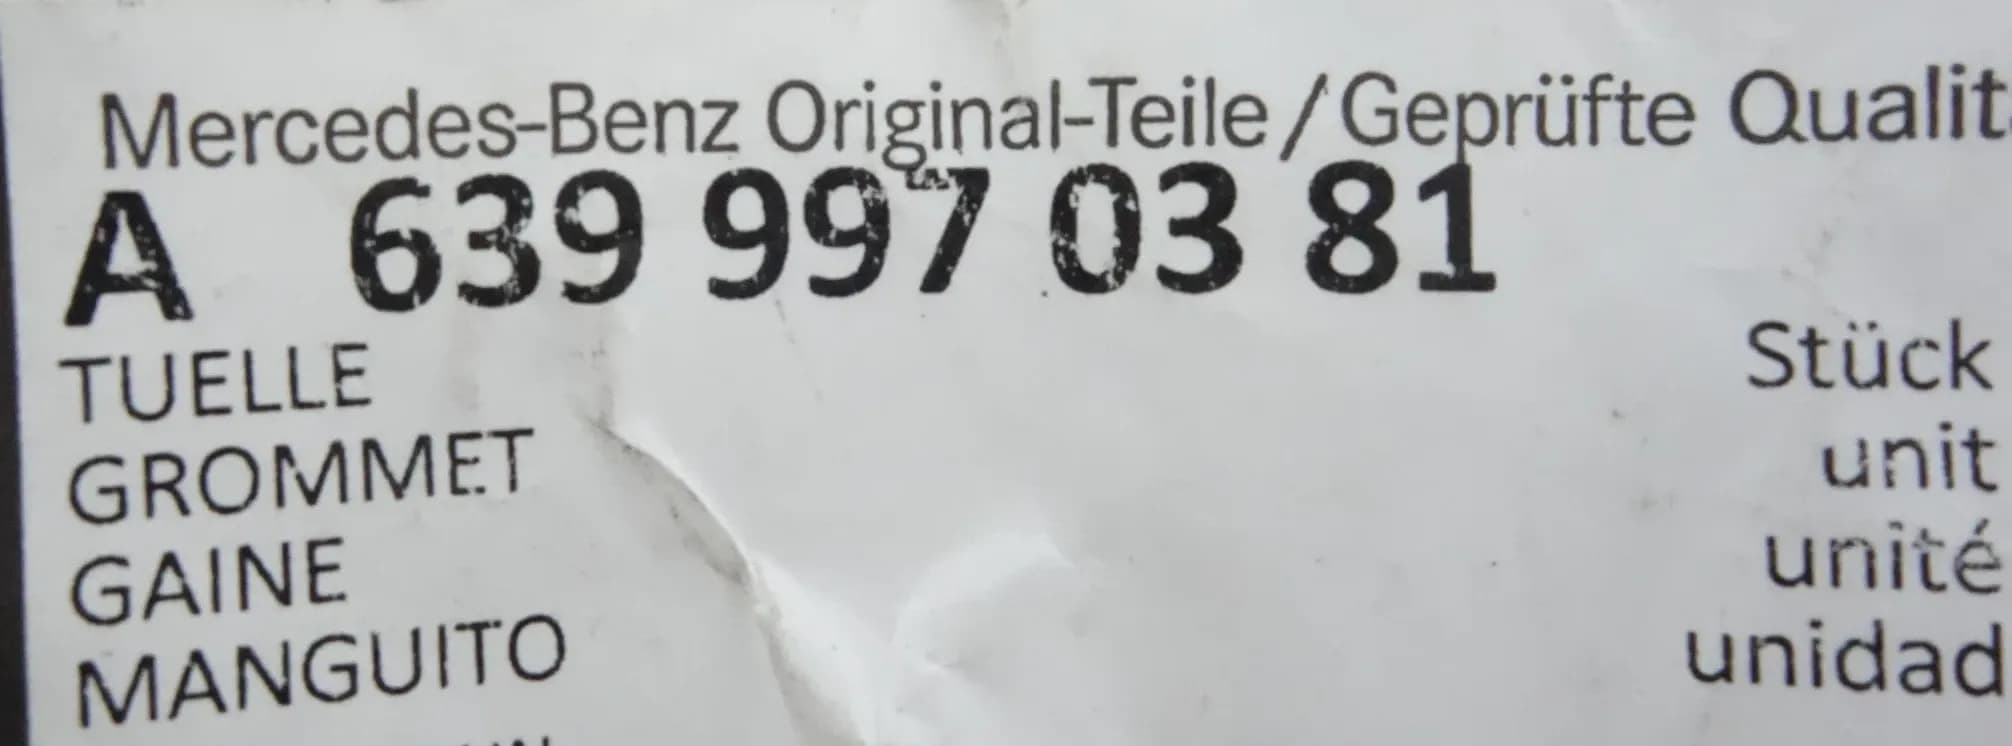 Mercedes-Benz Original-Teile/Geprüfte Qualit
A 639 997 03 81
TUELLE
GROMMET
GAINE
MANGUITO
Stück
unit
unité
unidad